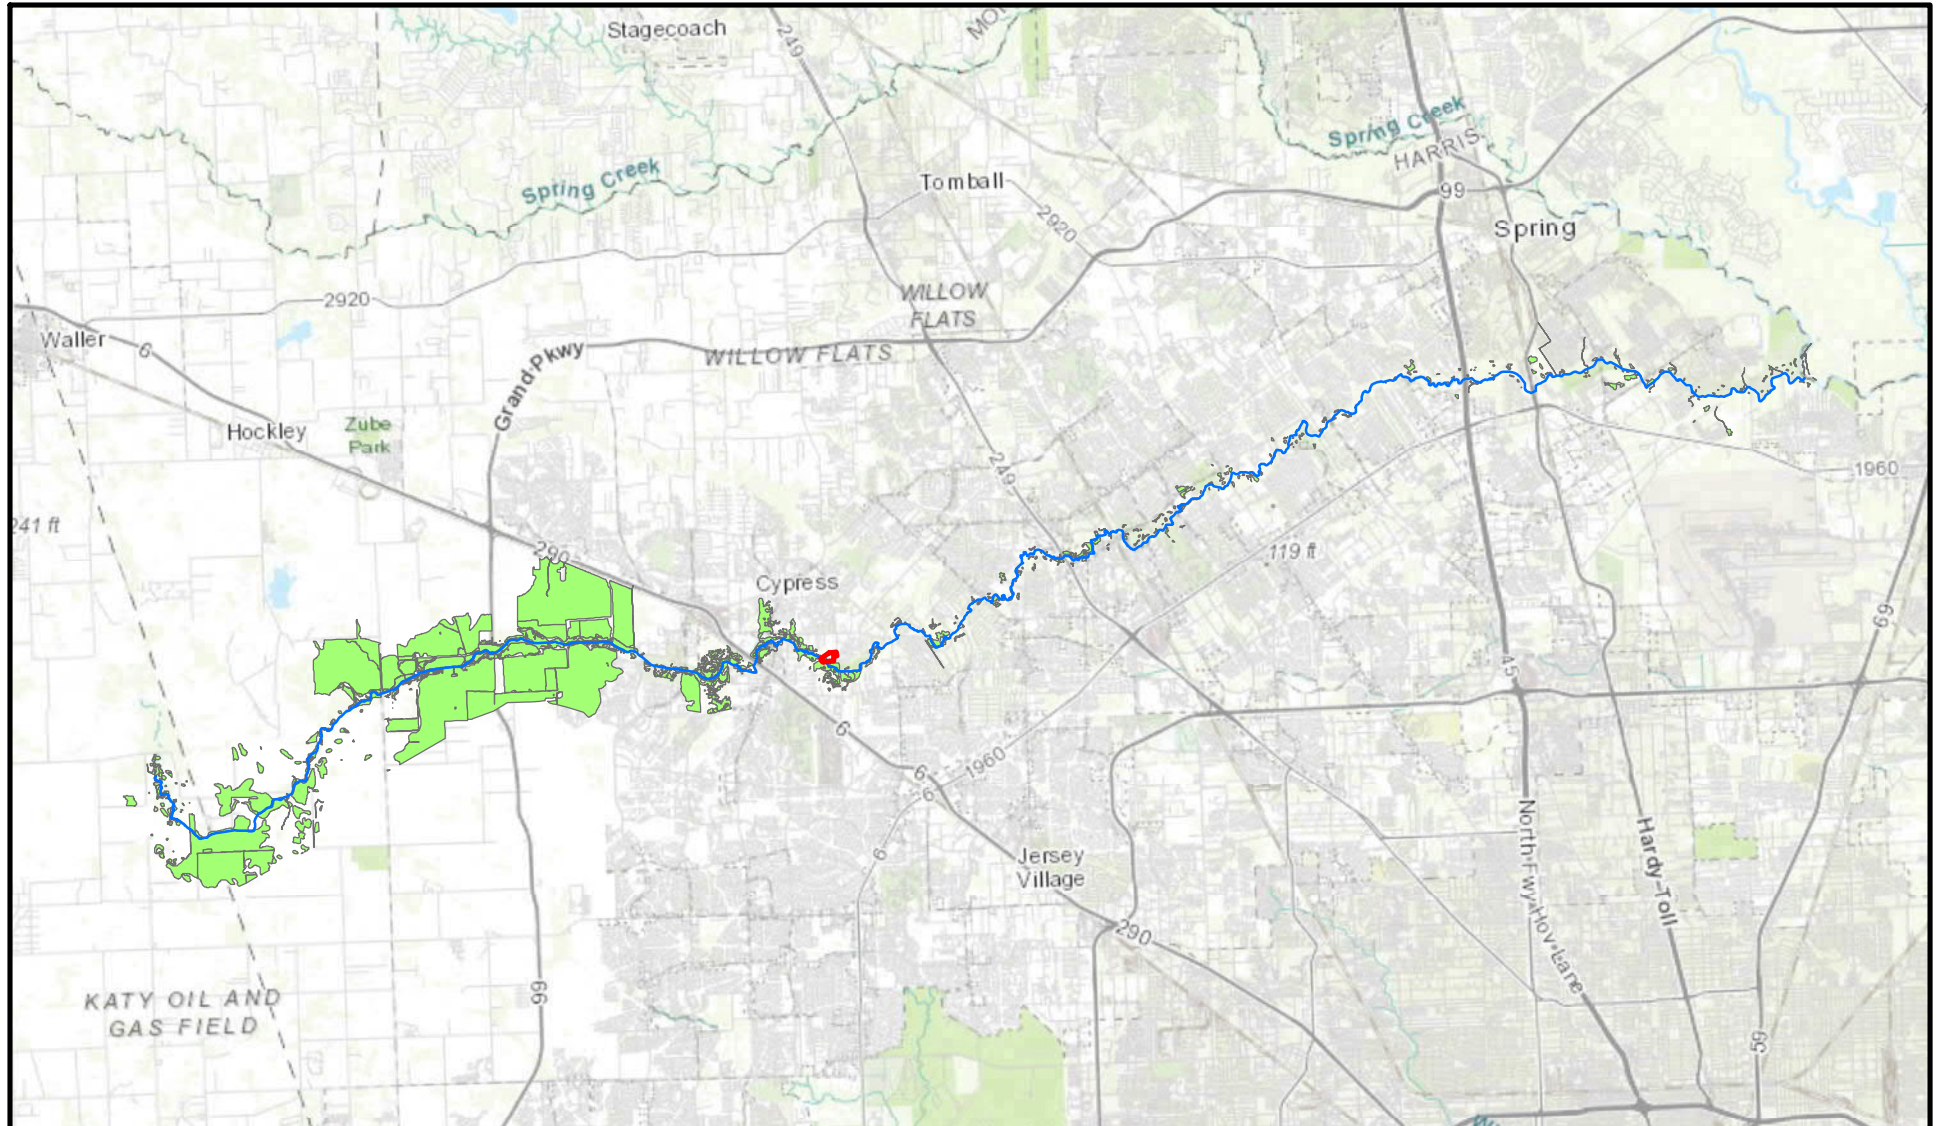 Stagecoach
249
MO
Spring Creek
HARRIS
Spring Creek
Tomball
99
2920
Spring
WILLOW
FLATS
2920
Waller
6
Grand Pkwy
WILLOW FLATS
Zube
Park
Hockley
249
1960
241 ft
290
119 ft
Cypress
69
45
6
1960
6
6
6
Jersey
Village
North Fwy Hov Lane
Hardy Toll
290
KATY OIL AND
GAS FIELD
99
59